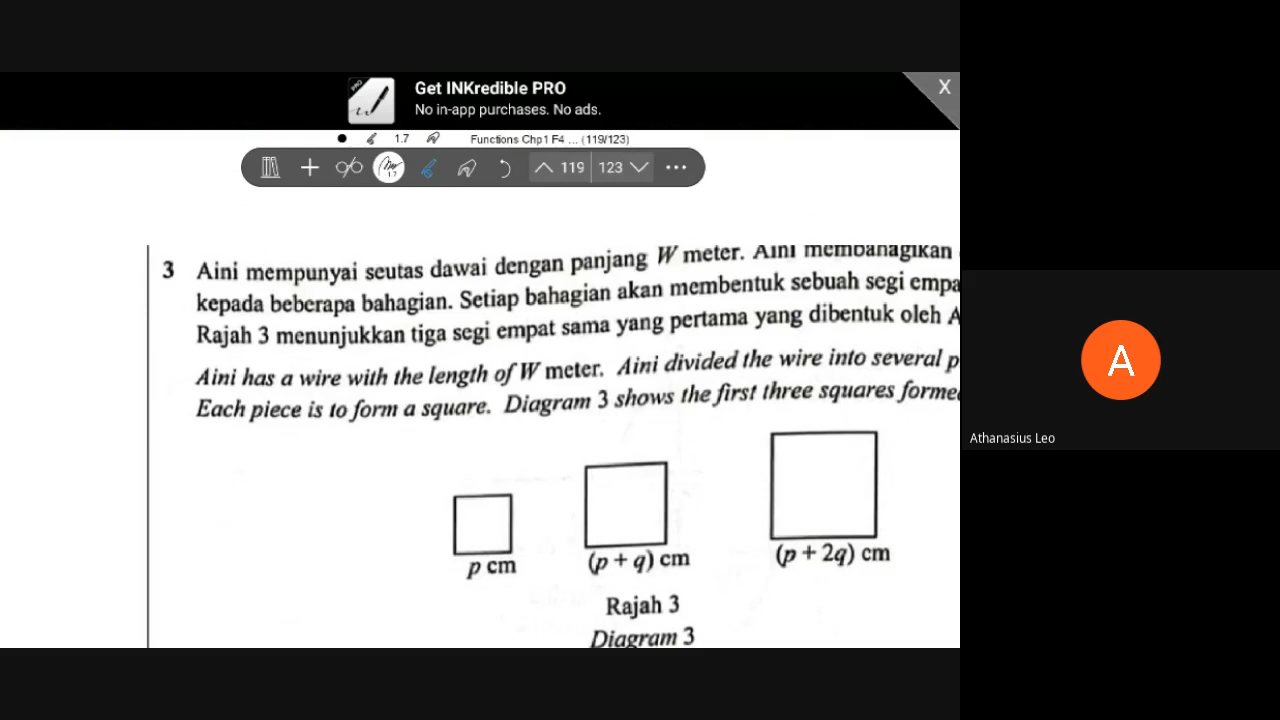 Get INKredible PRO
No in-app purchases. No ads.
X
1.7 Functions Chp1 F4 ... (119/123)
1.7 119 123
3 Aini mempunyai seutas dawai dengan panjang W meter. Aini membahagikan
kepada beberapa bahagian. Setiap bahagian akan membentuk sebuah segi empa
Rajah 3 menunjukkan tiga segi empat sama yang pertama yang dibentuk oleh A
Aini has a wire with the length of W meter. Aini divided the wire into several p
Each piece is to form a square. Diagram 3 shows the first three squares forme
p cm (p + q) cm (p + 2q) cm
Rajah 3
Diagram 3
A
Athanasius Leo